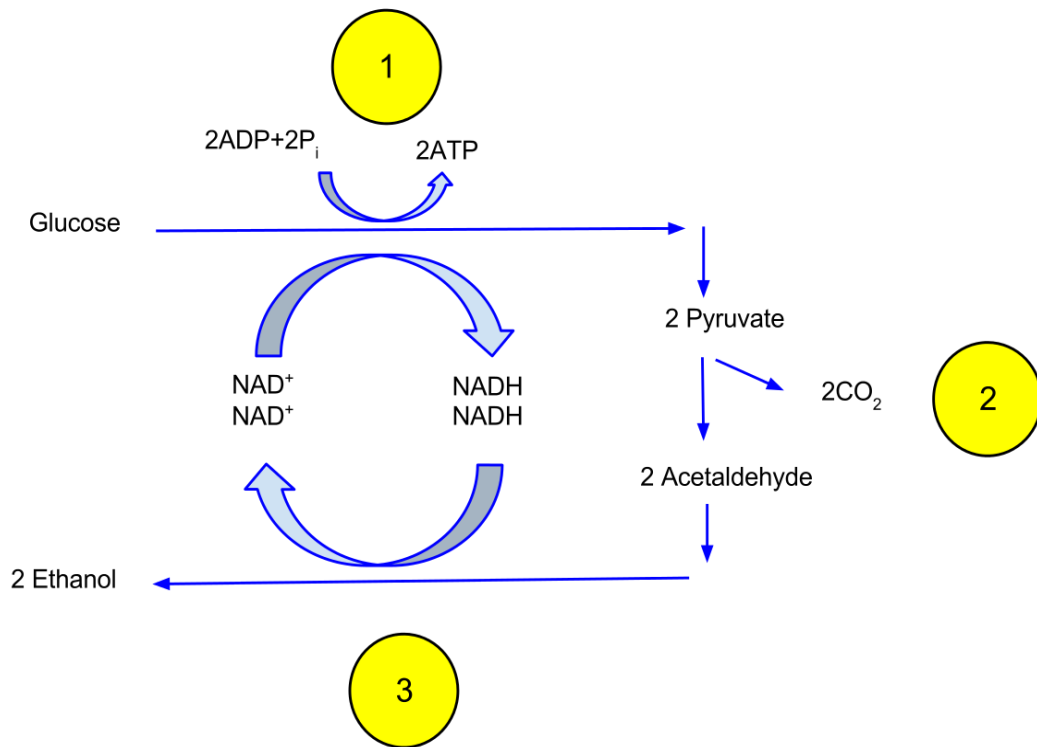 1
2ADP+2Pᵢ
2ATP
Glucose
2 Pyruvate
NAD⁺
NAD⁺
NADH
NADH
2CO₂
2
2 Acetaldehyde
2 Ethanol
3